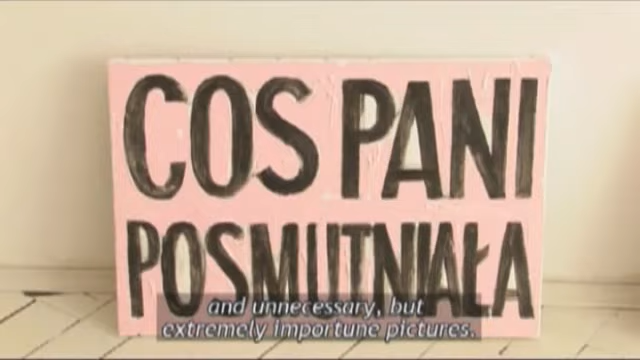 COS PANI
POSMUTNIAŁA
and unnecessary, but
extremely importune pictures.